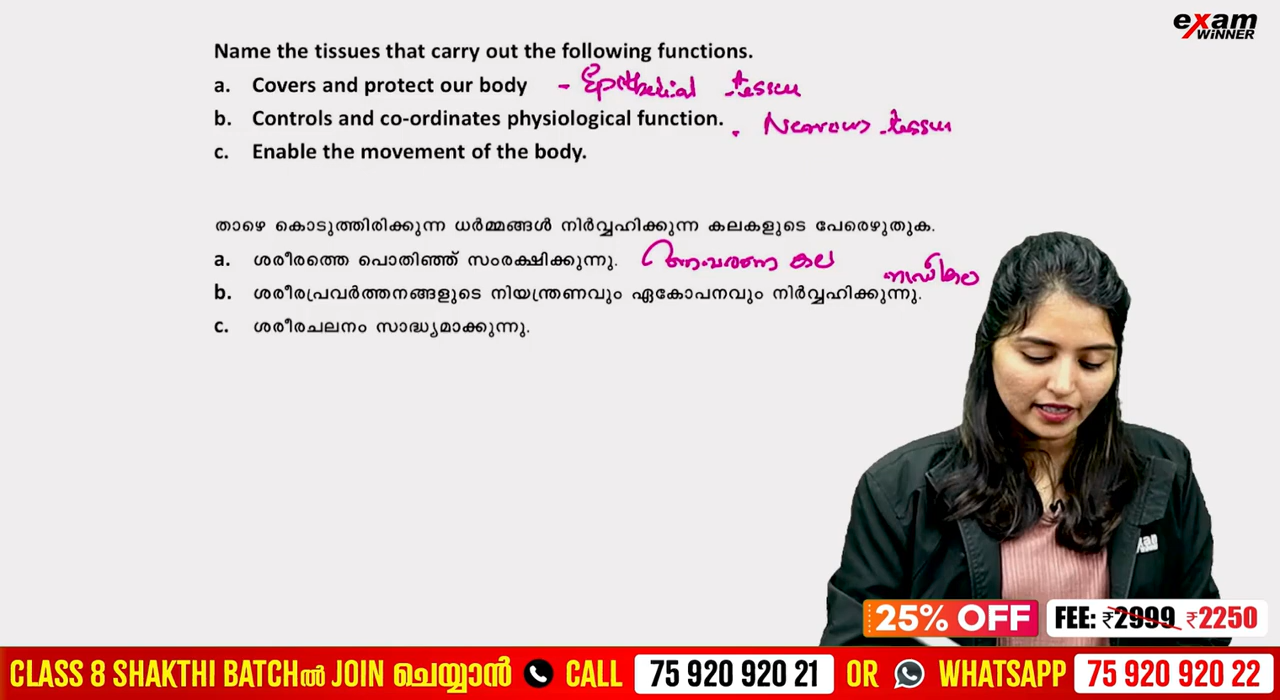 exam
WiNNER
Name the tissues that carry out the following functions.
a. Covers and protect our body - Epithelial tissue
b. Controls and co-ordinates physiological function. . Nervous tissue
c. Enable the movement of the body.
താഴെ കൊടുത്തിരിക്കുന്ന ധർമ്മങ്ങൾ നിർവ്വഹിക്കുന്ന കലകളുടെ പേരെഴുതുക.
a. ശരീരത്തെ പൊതിഞ്ഞ് സംരക്ഷിക്കുന്നു. ആവരണ കല
നാഡീകല
b. ശരീരപ്രവർത്തനങ്ങളുടെ നിയന്ത്രണവും ഏകോപനവും നിർവ്വഹിക്കുന്നു.
c. ശരീരചലനം സാദ്ധ്യമാക്കുന്നു.
25% OFF FEE: ₹2999 ₹2250
CLASS 8 SHAKTHI BATCHൽ JOIN ചെയ്യാൻ CALL 75 920 920 21 OR WHATSAPP 75 920 920 22